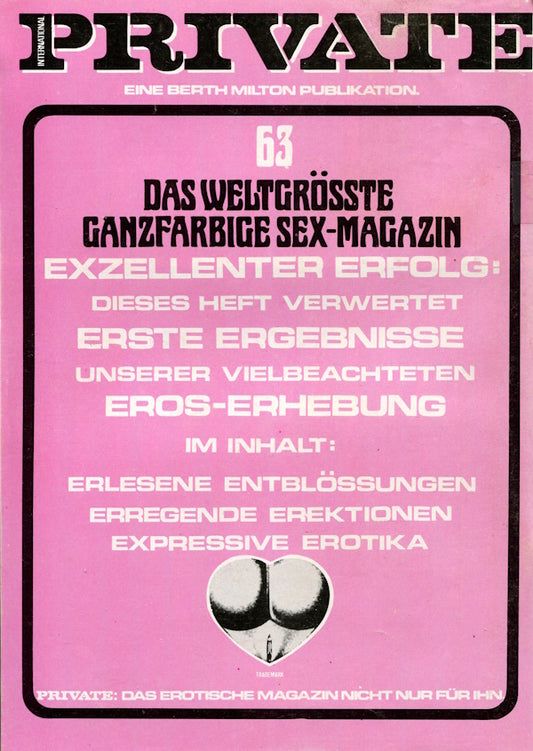 INTERNATIONAL
PRIVATE
EINE BERTH MILTON PUBLIKATION.
63
DAS WELTGRÖSSTE
GANZFARBIGE SEX-MAGAZIN
EXZELLENTER ERFOLG:
DIESES HEFT VERWERTET
ERSTE ERGEBNISSE
UNSERER VIELBEACHTETEN
EROS-ERHEBUNG
IM INHALT:
ERLESENE ENTBLÖSSUNGEN
ERREGENDE EREKTIONEN
EXPRESSIVE EROTIKA
TRADEMARK
PRIVATE: DAS EROTISCHE MAGAZIN NICHT NUR FÜR IHN